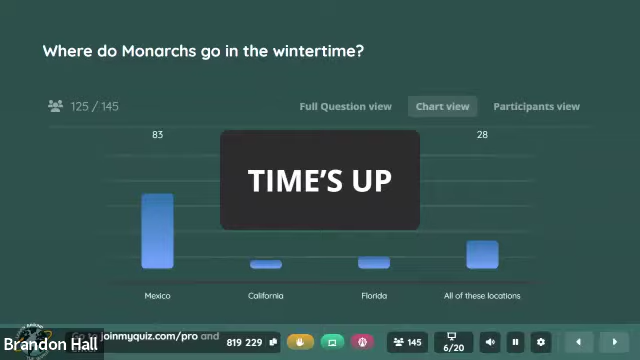 Where do Monarchs go in the wintertime?
125 / 145
Full Question view
Chart view
Participants view
83
28
TIME'S UP
Mexico
California
Florida
All of these locations
Go to joinmyquiz.com/pro and
819 229
145
6/20
Brandon Hall